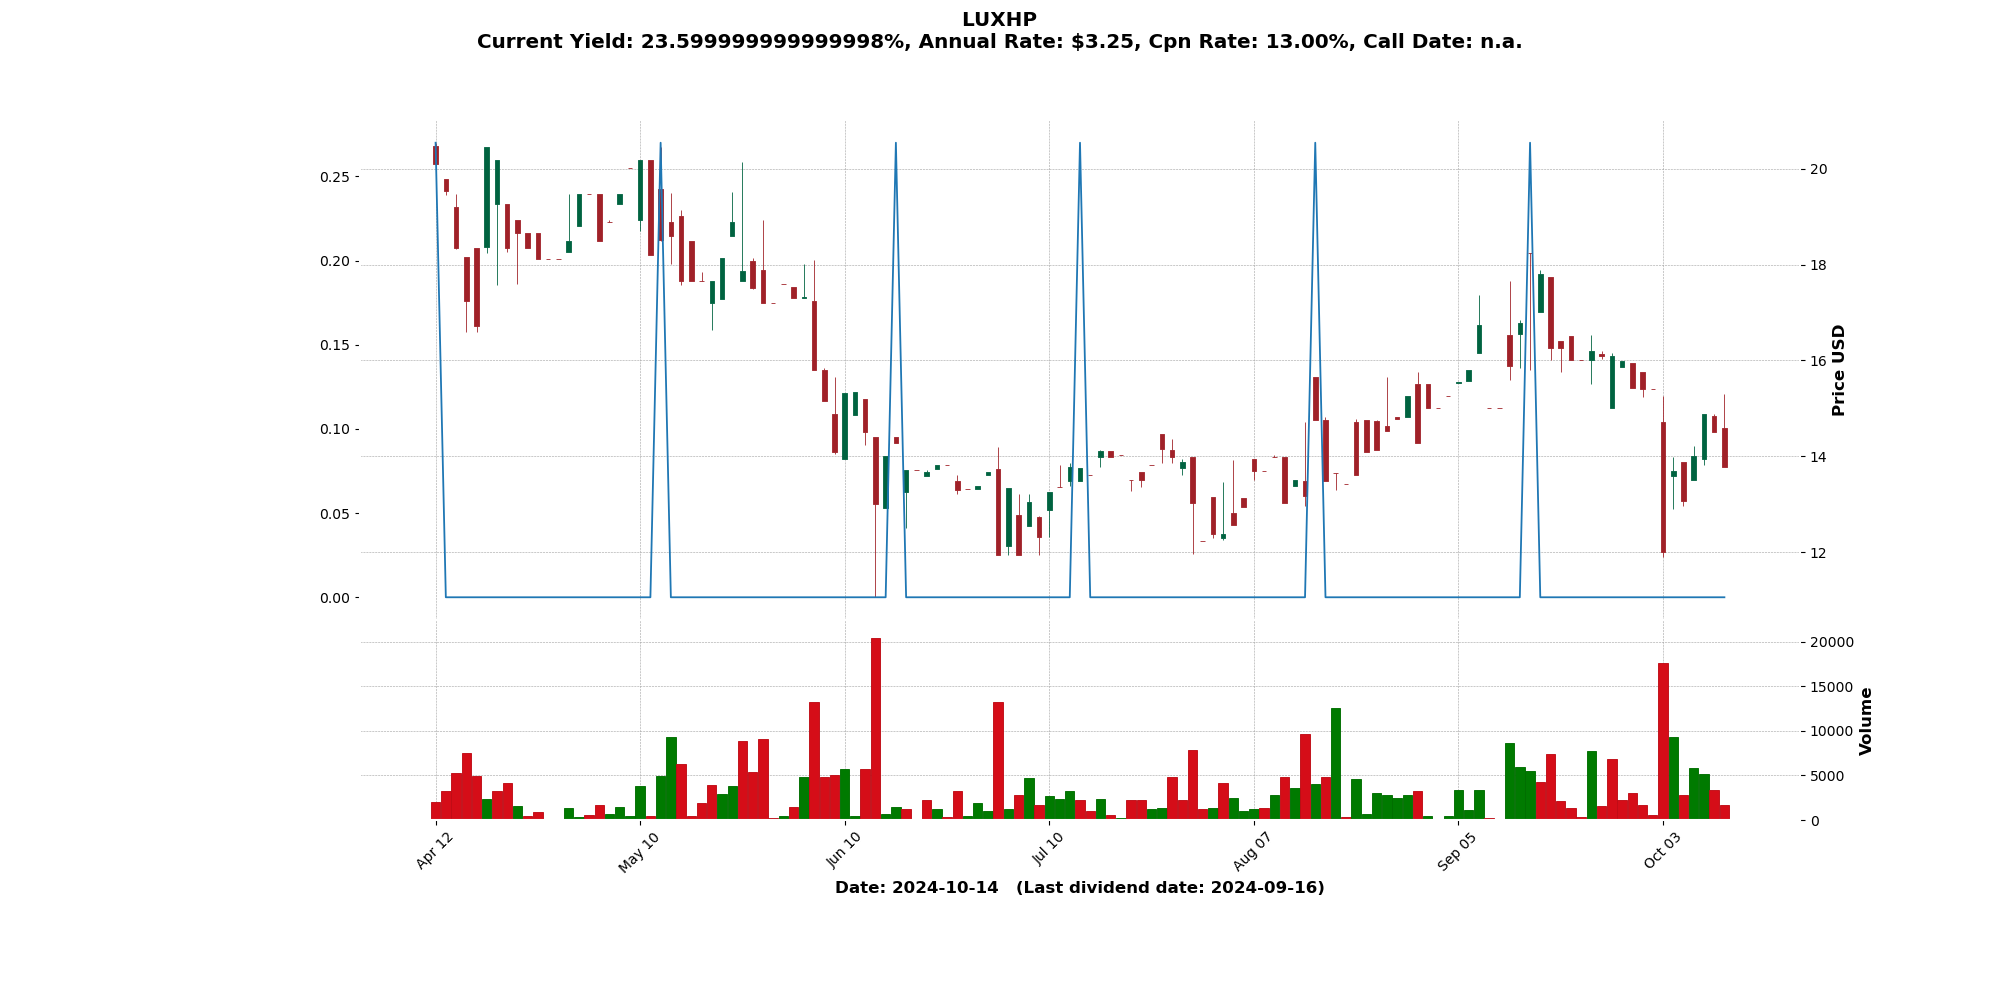 LUXHP
Current Yield: 23.599999999999998%, Annual Rate: $3.25, Cpn Rate: 13.00%, Call Date: n.a.
0.25
0.20
0.15
0.10
0.05
0.00
20
18
16
14
12
Price USD
20000
15000
10000
5000
0
Volume
Apr 12
May 10
Jun 10
Jul 10
Aug 07
Sep 05
Oct 03
Date: 2024-10-14   (Last dividend date: 2024-09-16)